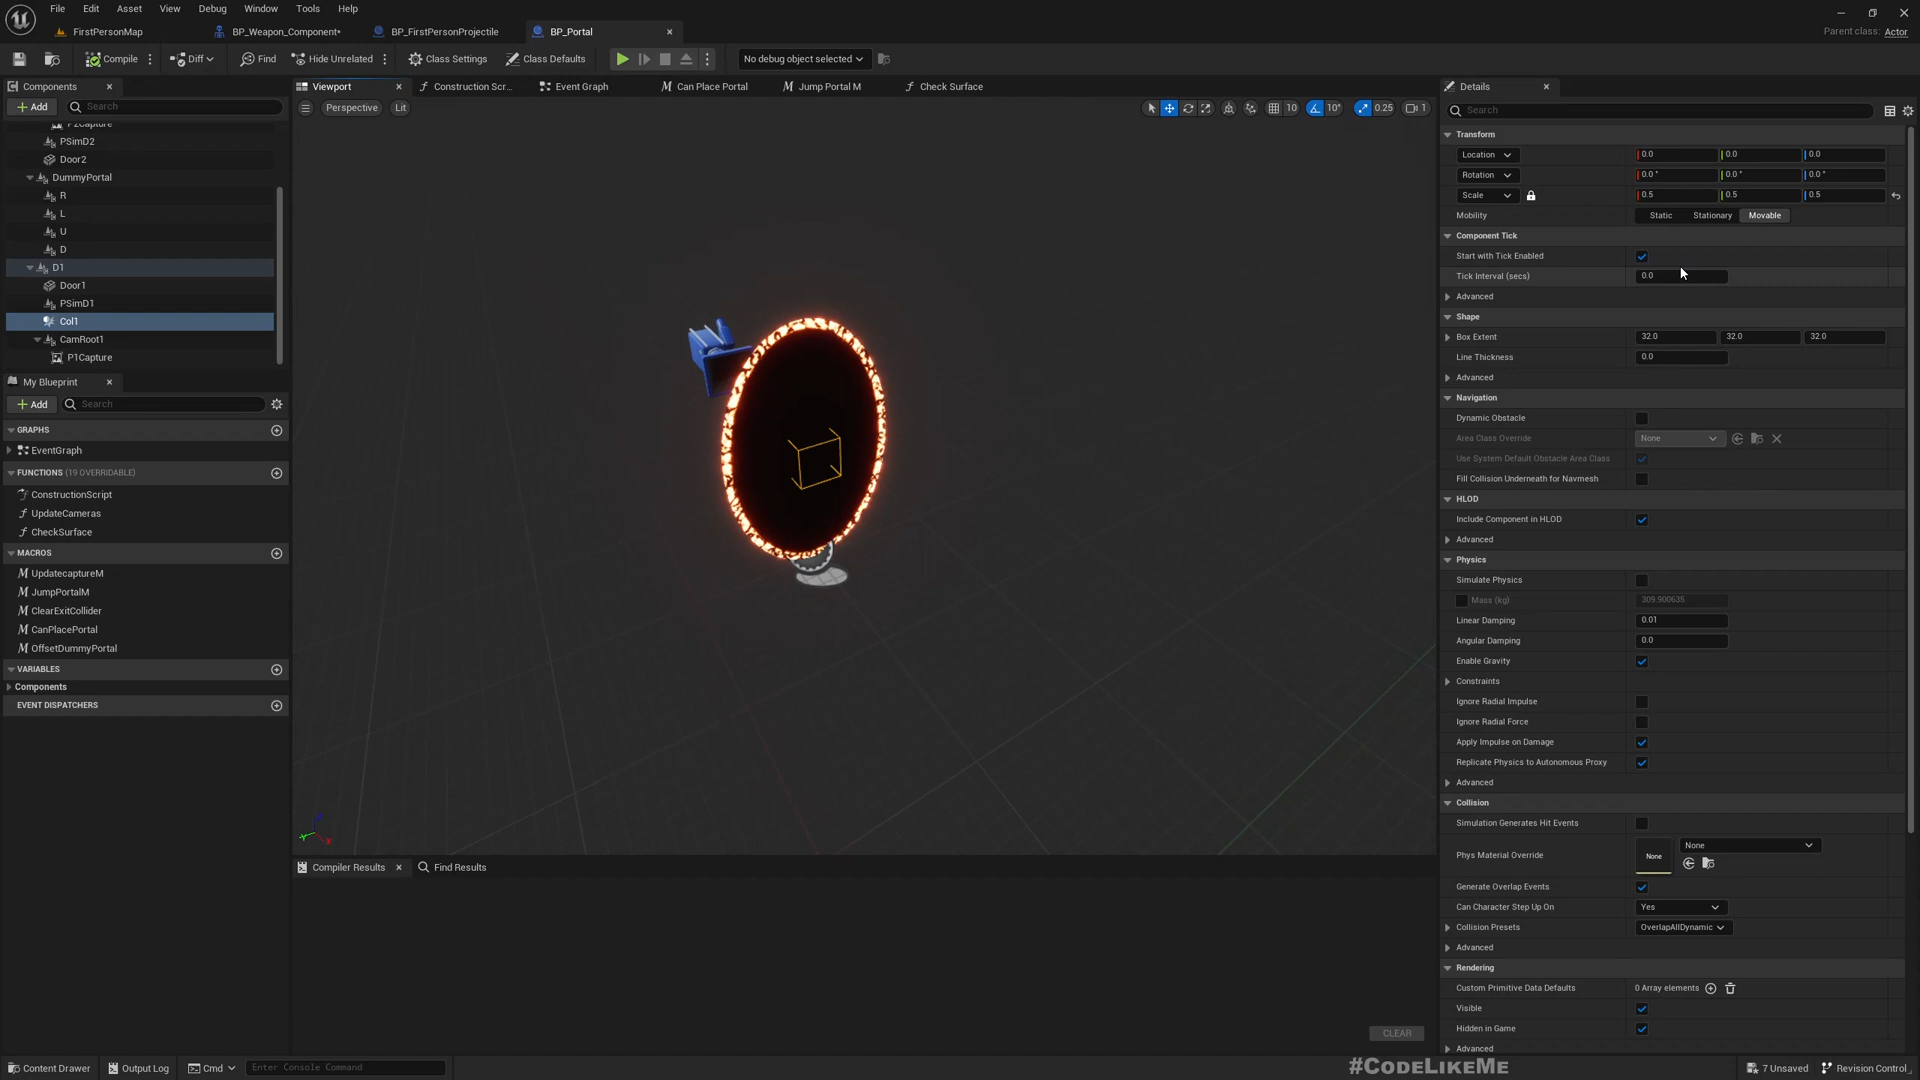 File Edit Asset View Debug Window Tools Help
FirstPersonMap BP_Weapon_Component* BP_FirstPersonProjectile BP_Portal Parent class: Actor
Compile Diff Find Hide Unrelated Class Settings Class Defaults No debug object selected
Components
Add Search
PSimD2
Door2
DummyPortal
R
L
U
D
D1
Door1
PSimD1
Col1
CamRoot1
P1Capture
My Blueprint
Add Search
GRAPHS
EventGraph
FUNCTIONS (19 OVERRIDABLE)
ConstructionScript
UpdateCameras
CheckSurface
MACROS
UpdatecaptureM
JumpPortalM
ClearExitCollider
CanPlacePortal
OffsetDummyPortal
VARIABLES
Components
EVENT DISPATCHERS
Viewport Construction Scr... Event Graph Can Place Portal Jump Portal M Check Surface
Perspective Lit 10 10° 0.25 1
Compiler Results Find Results
CLEAR
Details
Search
Transform
Location 0.0 0.0 0.0
Rotation 0.0° 0.0° 0.0°
Scale 0.5 0.5 0.5
Mobility Static Stationary Movable
Component Tick
Start with Tick Enabled
Tick Interval (secs) 0.0
Advanced
Shape
Box Extent 32.0 32.0 32.0
Line Thickness 0.0
Advanced
Navigation
Dynamic Obstacle
Area Class Override None
Use System Default Obstacle Area Class
Fill Collision Underneath for Navmesh
HLOD
Include Component in HLOD
Advanced
Physics
Simulate Physics
Mass (kg) 309.900635
Linear Damping 0.01
Angular Damping 0.0
Enable Gravity
Constraints
Ignore Radial Impulse
Ignore Radial Force
Apply Impulse on Damage
Replicate Physics to Autonomous Proxy
Advanced
Collision
Simulation Generates Hit Events
Phys Material Override None None
Generate Overlap Events
Can Character Step Up On Yes
Collision Presets OverlapAllDynamic
Advanced
Rendering
Custom Primitive Data Defaults 0 Array elements
Visible
Hidden in Game
Advanced
Content Drawer Output Log Cmd Enter Console Command #CodeLikeMe 7 Unsaved Revision Control